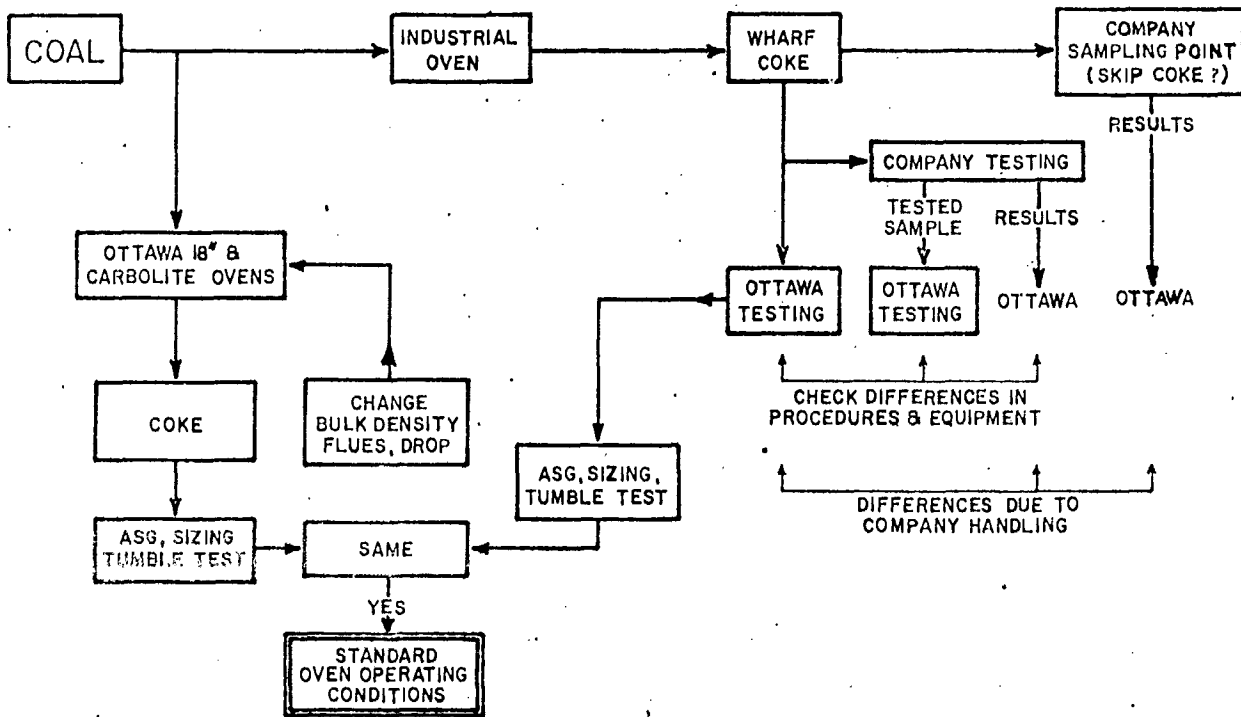 COAL
INDUSTRIAL
OVEN
WHARF
COKE
COMPANY
SAMPLING POINT
(SKIP COKE?)
RESULTS
COMPANY TESTING
TESTED
SAMPLE
RESULTS
OTTAWA 18" &
CARBOLITE OVENS
OTTAWA
TESTING
OTTAWA
TESTING
OTTAWA
OTTAWA
COKE
CHANGE
BULK DENSITY
FLUES, DROP
CHECK DIFFERENCES IN
PROCEDURES & EQUIPMENT
ASG, SIZING,
TUMBLE TEST
DIFFERENCES DUE TO
COMPANY HANDLING
ASG, SIZING
TUMBLE TEST
SAME
YES
STANDARD
OVEN OPERATING
CONDITIONS